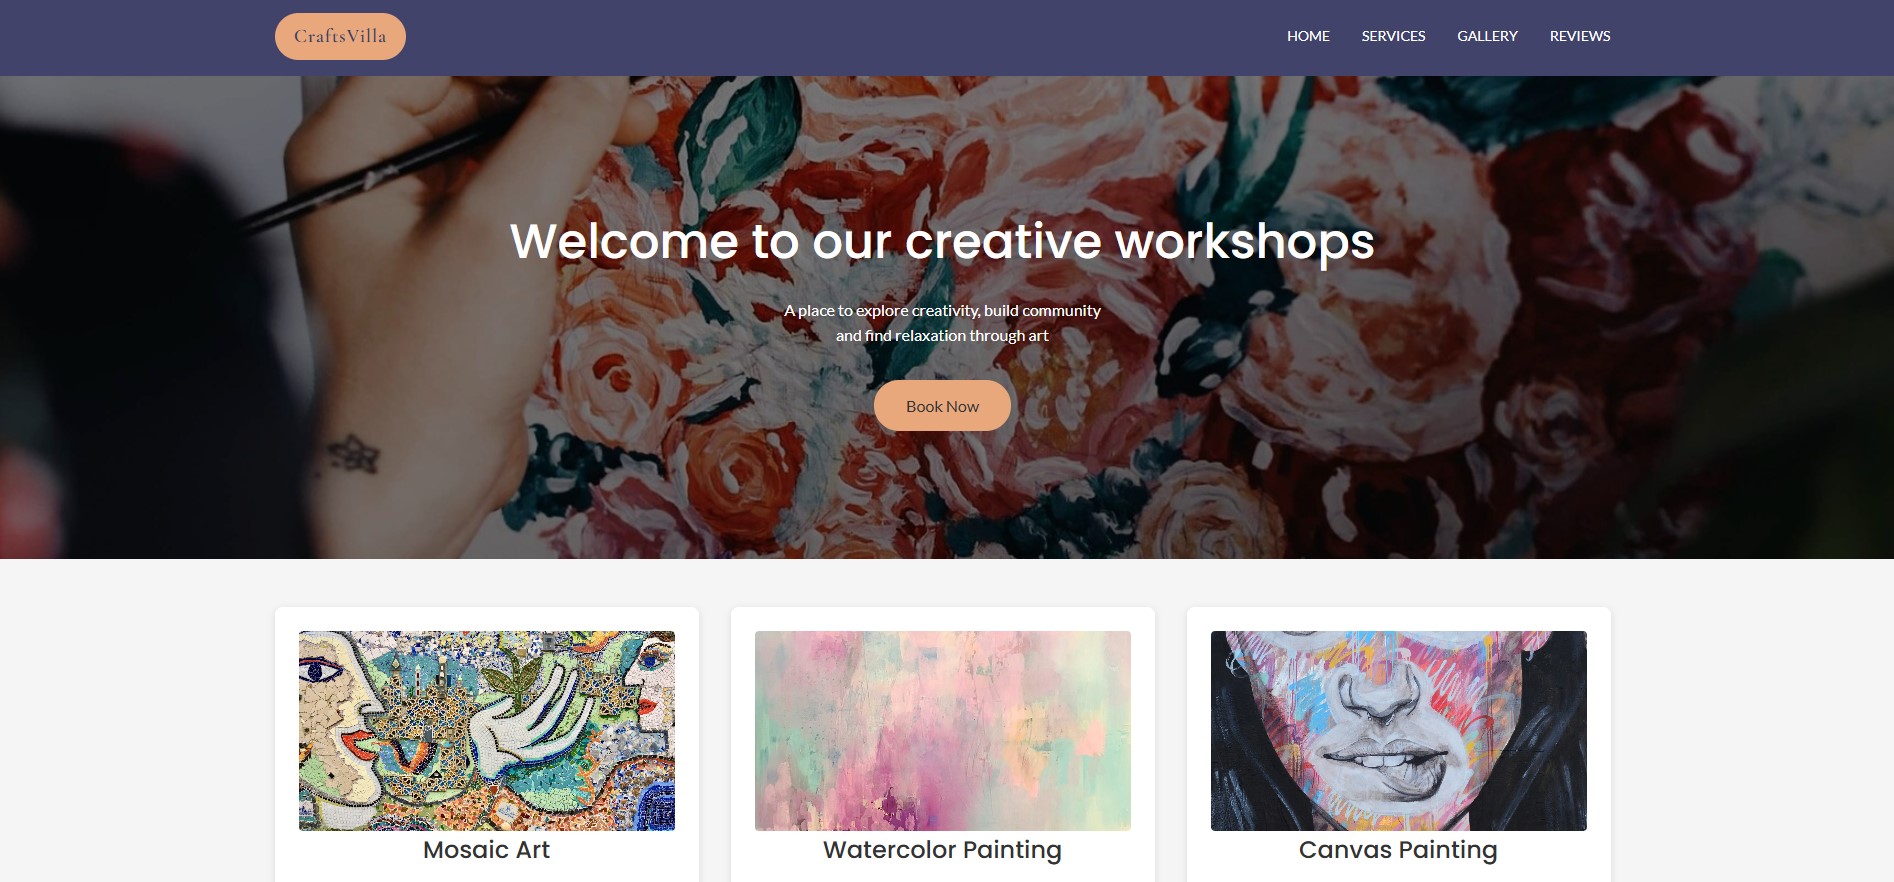 CraftsVilla
HOME SERVICES GALLERY REVIEWS
Welcome to our creative workshops
A place to explore creativity, build community
and find relaxation through art
Book Now
Mosaic Art
Watercolor Painting
Canvas Painting